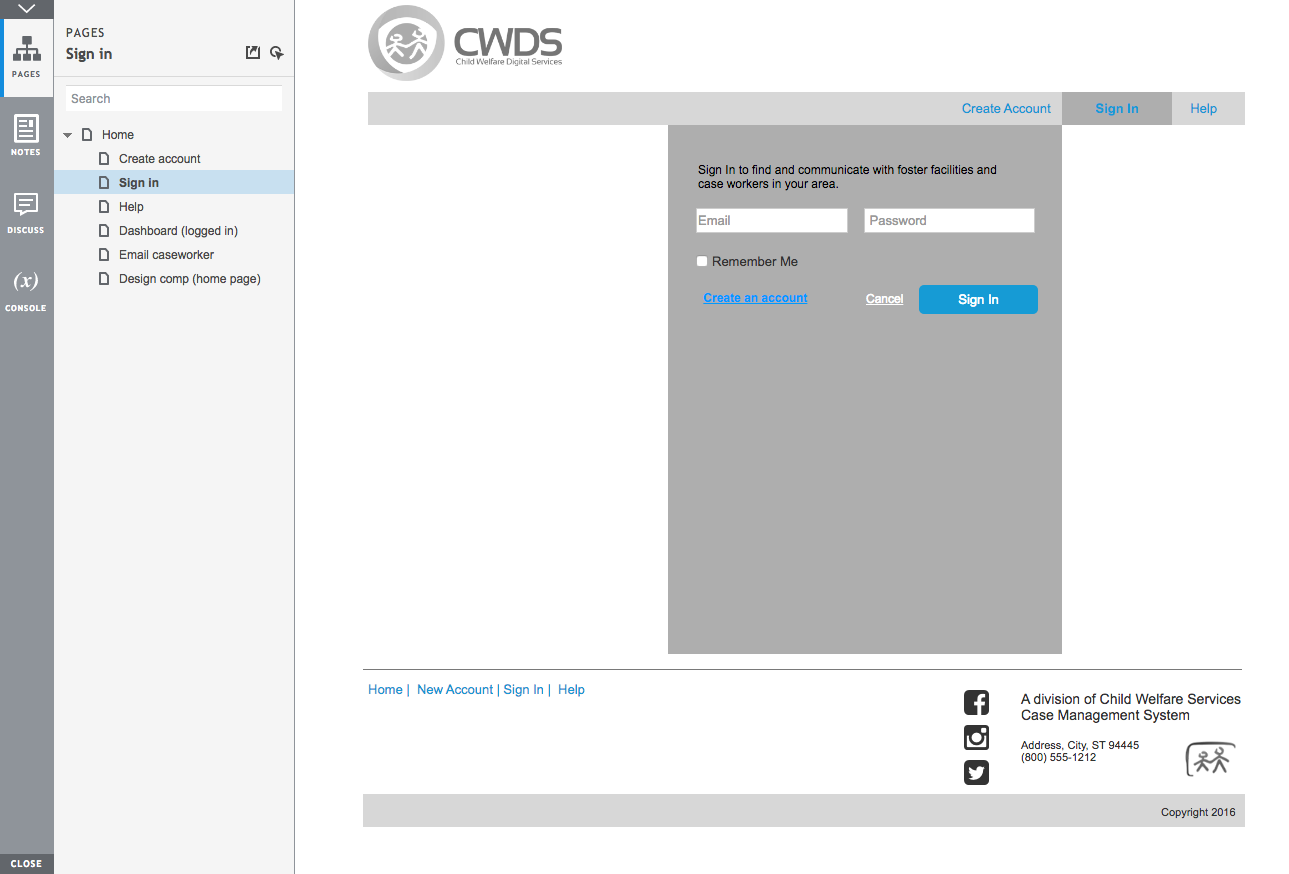 PAGES
NOTES
DISCUSS
(x)
CONSOLE
CLOSE
PAGES
Sign in
Search
Home
Create account
Sign in
Help
Dashboard (logged in)
Email caseworker
Design comp (home page)
CWDS
Child Welfare Digital Services
Create Account Sign In Help
Sign In to find and communicate with foster facilities and
case workers in your area.
Email Password
Remember Me
Create an account Cancel Sign In
Home | New Account | Sign In | Help
A division of Child Welfare Services
Case Management System
Address, City, ST 94445
(800) 555-1212
Copyright 2016